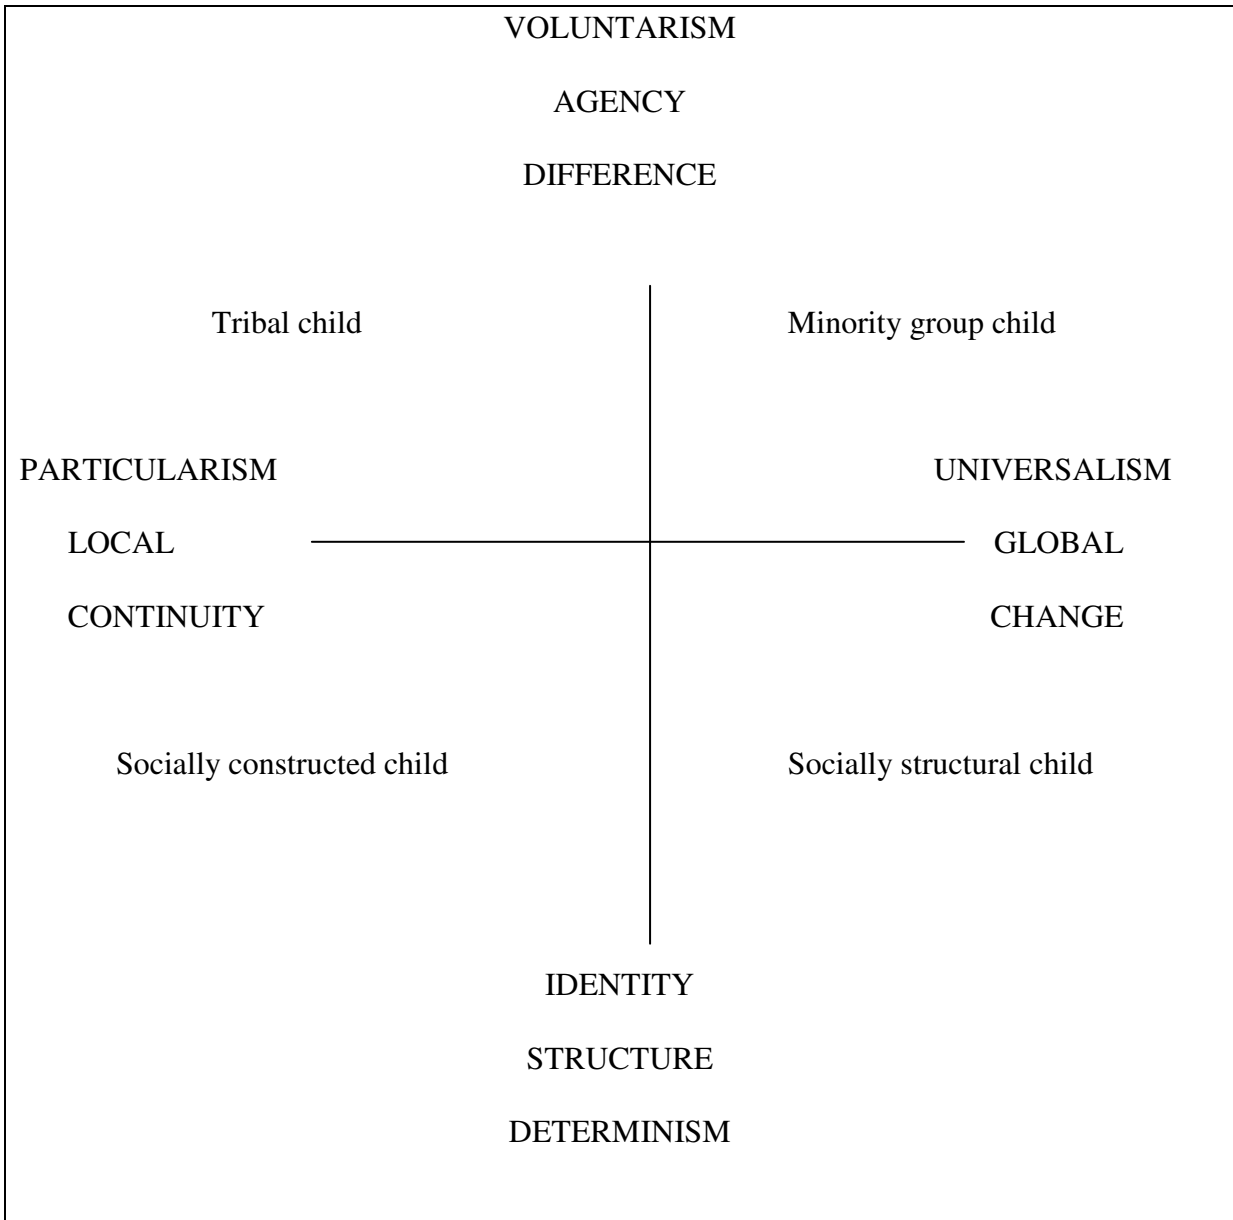 VOLUNTARISM
AGENCY
DIFFERENCE
Tribal child Minority group child
PARTICULARISM UNIVERSALISM
LOCAL GLOBAL
CONTINUITY CHANGE
Socially constructed child Socially structural child
IDENTITY
STRUCTURE
DETERMINISM